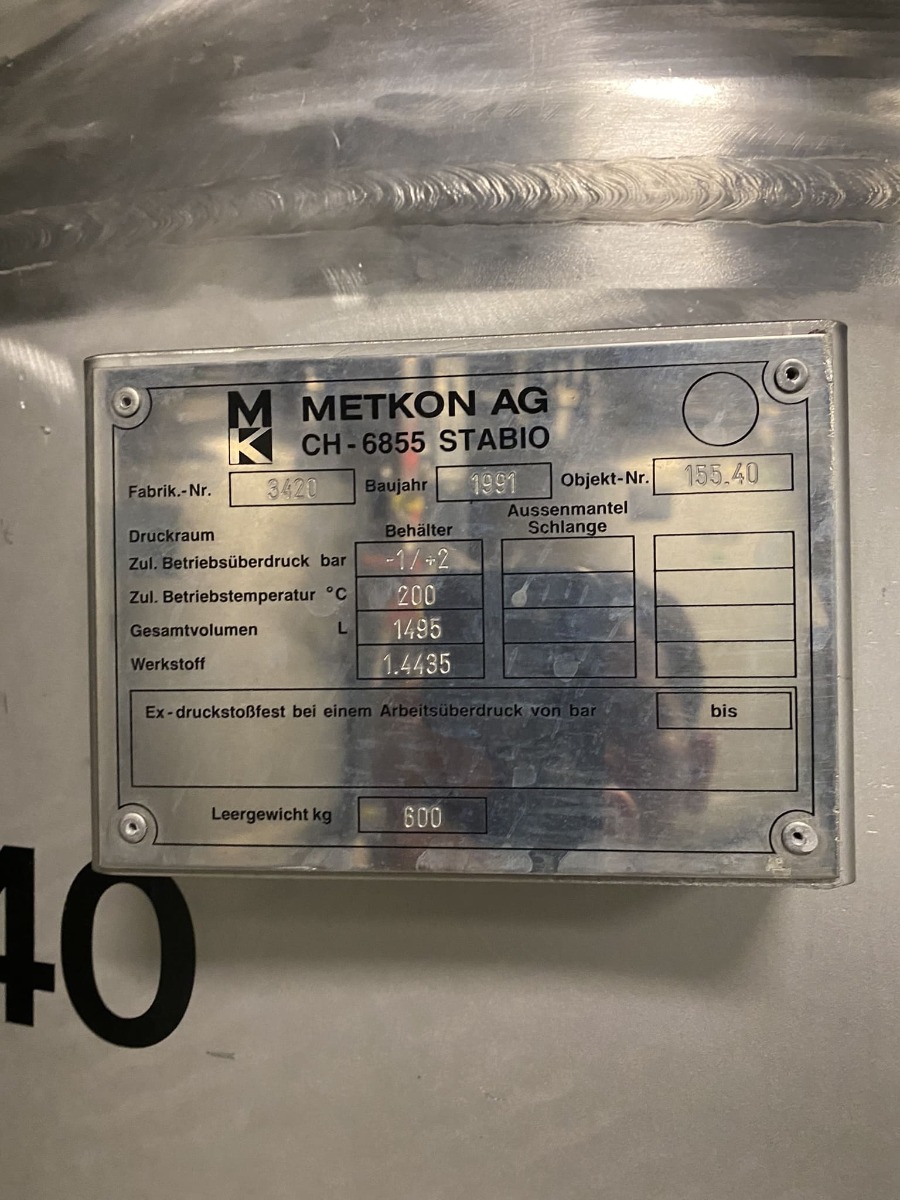 MK METKON AG
CH-6855 STABIO
Fabrik.-Nr. 3420 Baujahr 1991 Objekt-Nr. 155.40
Aussenmantel
Druckraum Behälter Schlange
Zul. Betriebsüberdruck bar -1/+2
Zul. Betriebstemperatur °C 200
Gesamtvolumen L 1495
Werkstoff 1.4435
Ex-druckstoßfest bei einem Arbeitsüberdruck von bar bis
Leergewicht kg 600
40